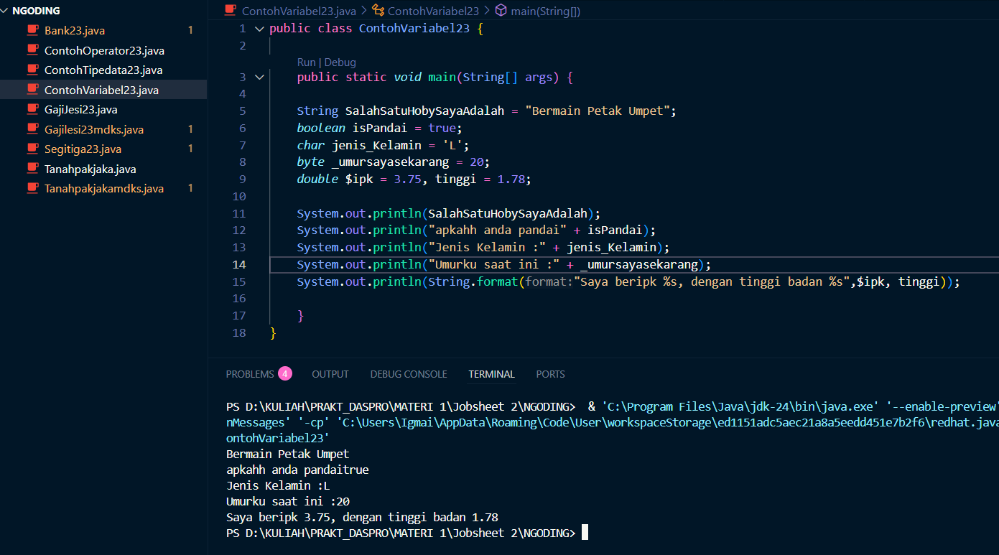 NGODING
Bank23.java 1
ContohOperator23.java
ContohTipedata23.java
ContohVariabel23.java
GajiJesi23.java
Gajilesi23mdks.java 1
Segitiga23.java 1
Tanahpakjaka.java
Tanahpakjakamdks.java 1
ContohVariabel23.java > ContohVariabel23 > main(String[])
1 public class ContohVariabel23 {
2
Run | Debug
3 public static void main(String[] args) {
4
5 String SalahSatuHobySayaAdalah = "Bermain Petak Umpet";
6 boolean isPandai = true;
7 char jenis_Kelamin = 'L';
8 byte _umursayasekarang = 20;
9 double $ipk = 3.75, tinggi = 1.78;
10
11 System.out.println(SalahSatuHobySayaAdalah);
12 System.out.println("apkahh anda pandai" + isPandai);
13 System.out.println("Jenis Kelamin :" + jenis_Kelamin);
14 System.out.println("Umurku saat ini :" + _umursayasekarang);
15 System.out.println(String.format(format:"Saya beripk %s, dengan tinggi badan %s",$ipk, tinggi));
16
17 }
18 }
PROBLEMS 4 OUTPUT DEBUG CONSOLE TERMINAL PORTS
PS D:\KULIAH\PRAKT_DASPRO\MATERI 1\Jobsheet 2\NGODING> & 'C:\Program Files\Java\jdk-24\bin\java.exe' '--enable-preview'
nMessages' '-cp' 'C:\Users\Igmai\AppData\Roaming\Code\User\workspaceStorage\ed1151adc5aec21a8a5eedd451e7b2f6\redhat.java
ontohVariabel23'
Bermain Petak Umpet
apkahh anda pandaitrue
Jenis Kelamin :L
Umurku saat ini :20
Saya beripk 3.75, dengan tinggi badan 1.78
PS D:\KULIAH\PRAKT_DASPRO\MATERI 1\Jobsheet 2\NGODING>